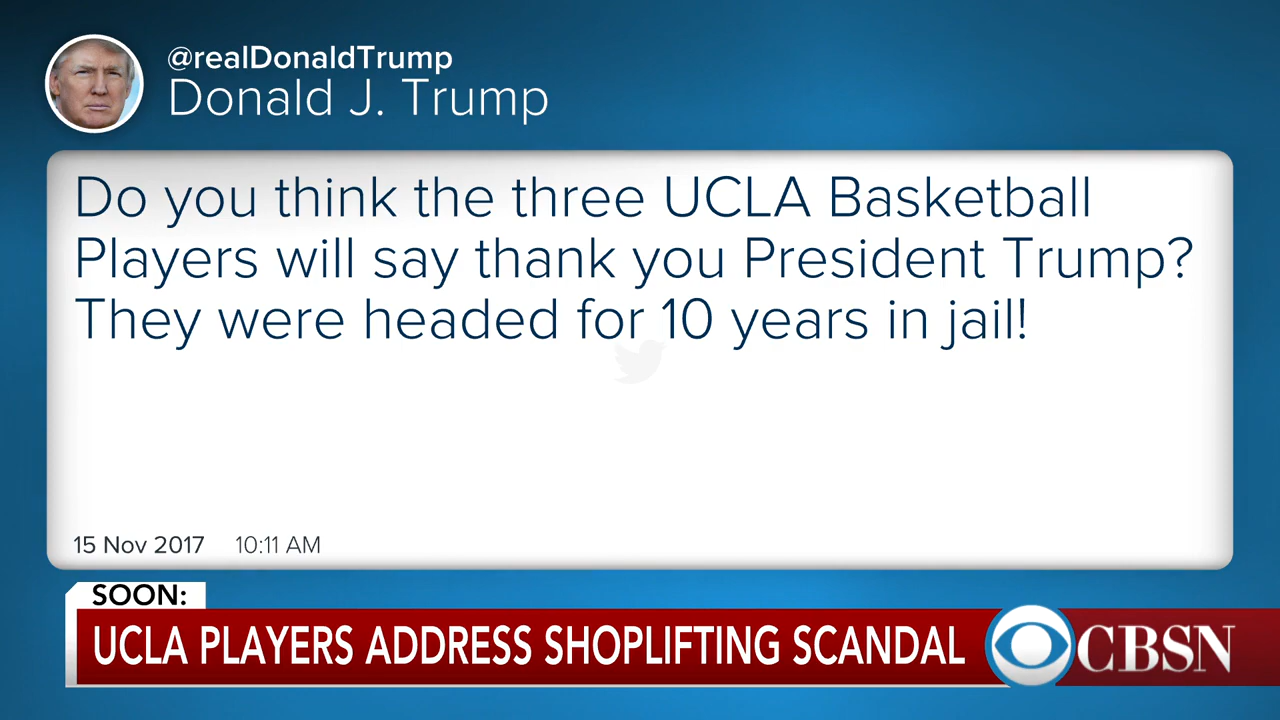 @realDonaldTrump
Donald J. Trump
Do you think the three UCLA Basketball
Players will say thank you President Trump?
They were headed for 10 years in jail!
15 Nov 2017 10:11 AM
SOON:
UCLA PLAYERS ADDRESS SHOPLIFTING SCANDAL
CBSN